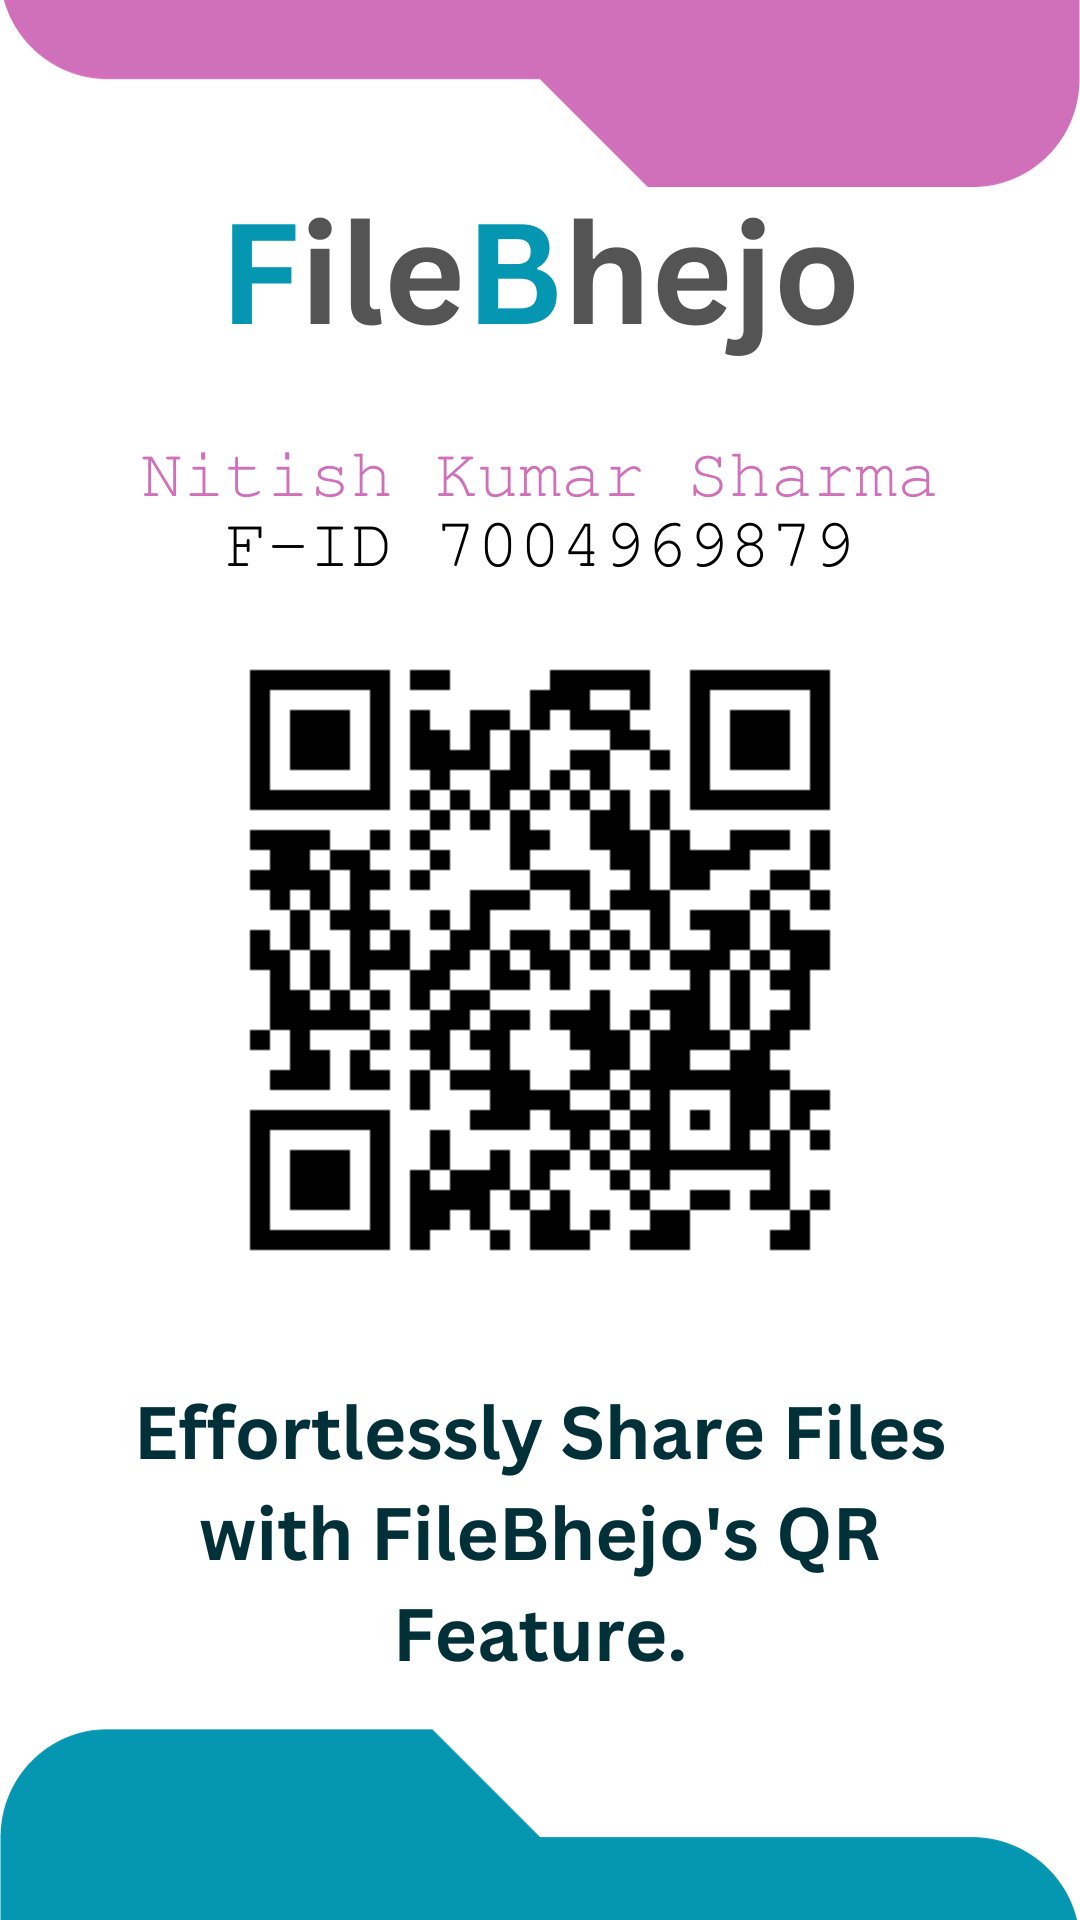 FileBhejo
Nitish Kumar Sharma
F-ID 7004969879
Effortlessly Share Files
with FileBhejo's QR
Feature.